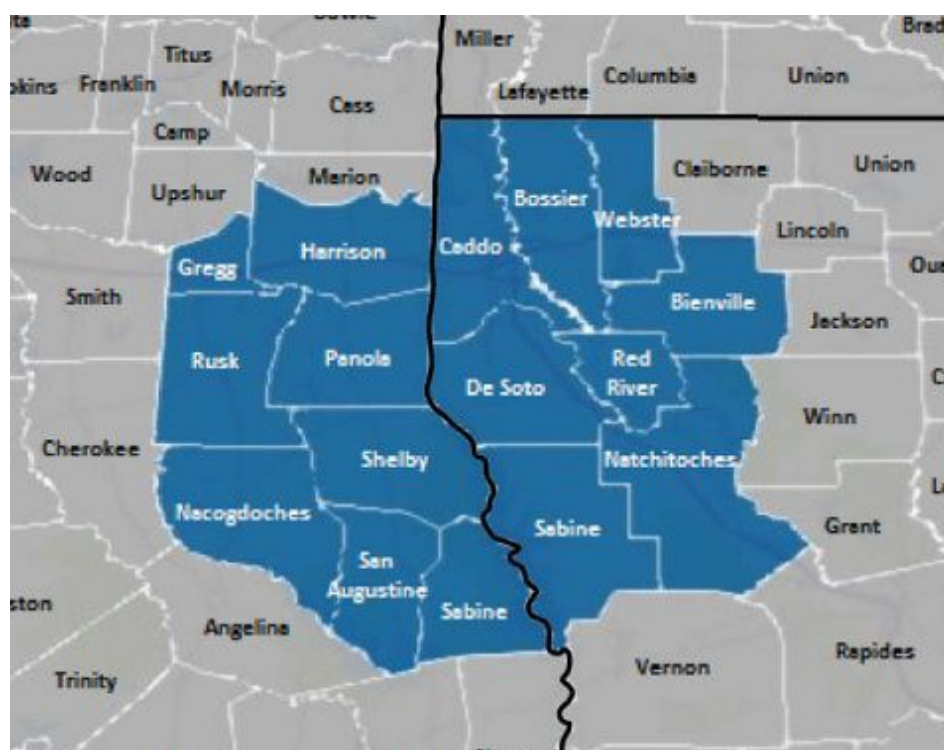 Titus
Franklin
Morris
Cass
Camp
Wood
Upshur
Marion
Smith
Cherokee
Angelina
Trinity
Miller
Lafayette
Columbia
Union
Claiborne
Union
Lincoln
Jackson
Winn
Grant
Rapides
Vernon
Gregg
Harrison
Rusk
Panola
Shelby
Nacogdoches
San
Augustine
Sabine
Caddo
Bossier
Webster
Bienville
De Soto
Red
River
Natchitoches
Sabine